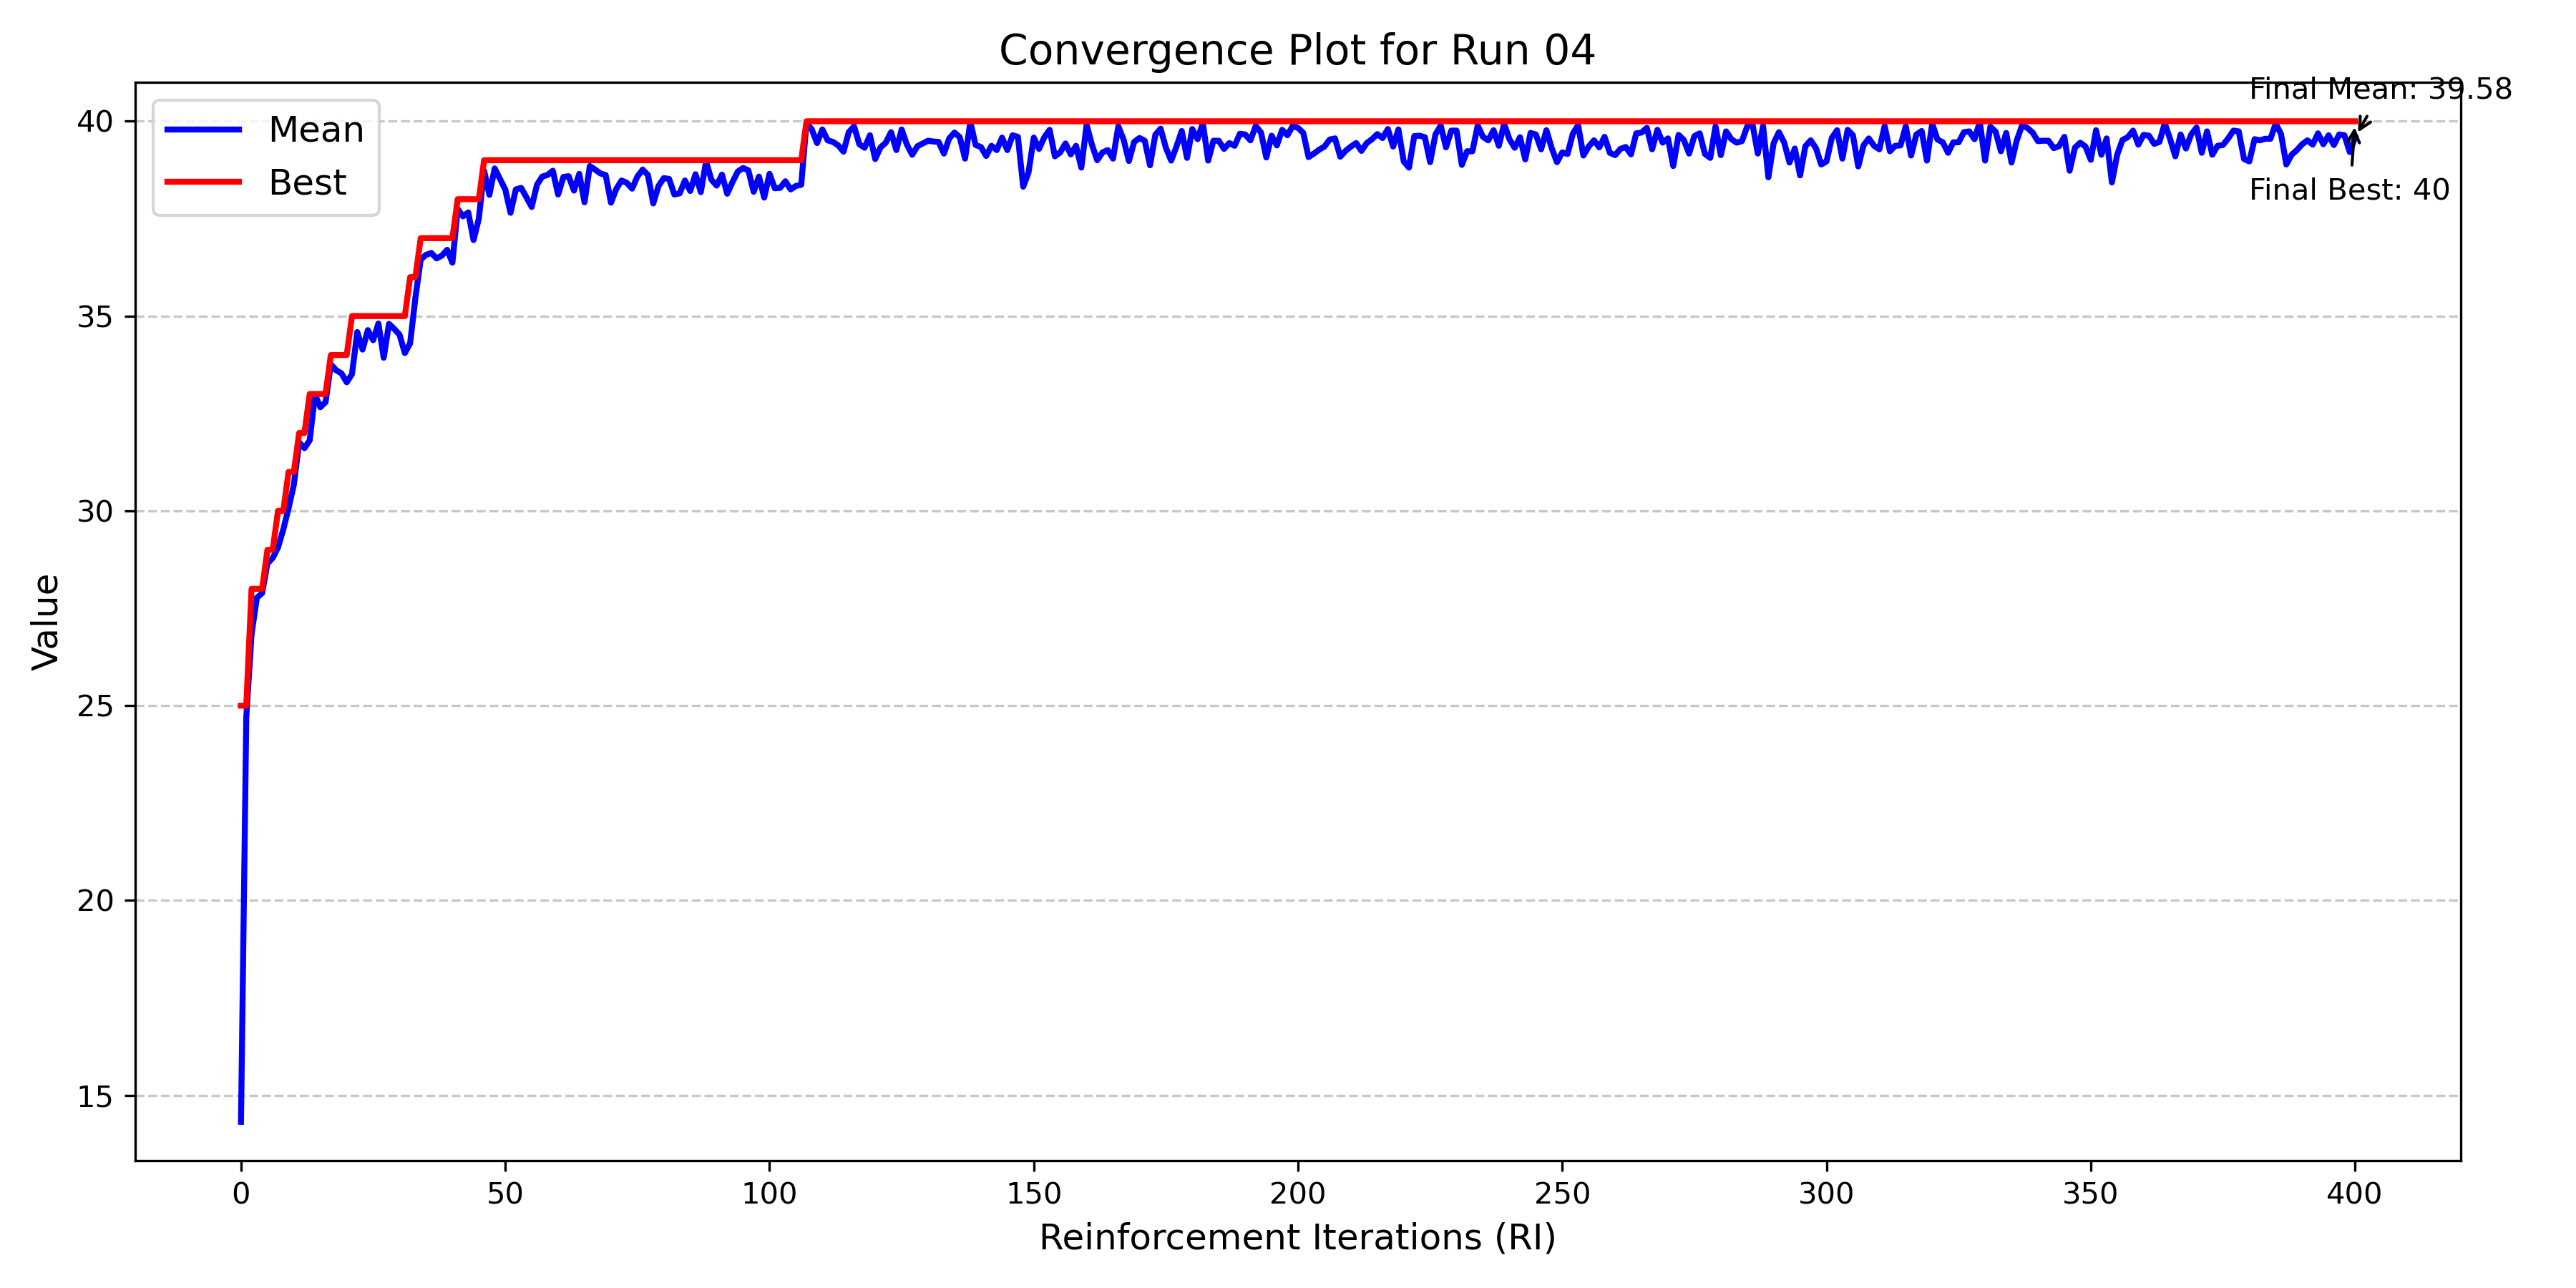 Convergence Plot for Run 04
Final Mean: 39.58
Mean
Best
Final Best: 40
40
35
30
25
20
15
Value
0 50 100 150 200 250 300 350 400
Reinforcement Iterations (RI)